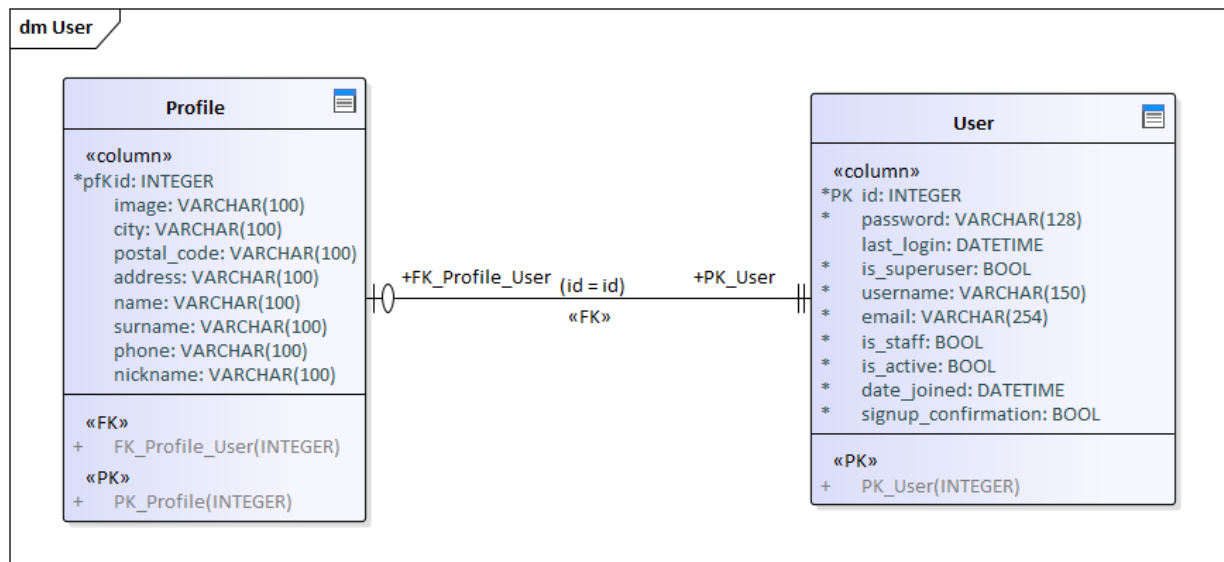 dm User
Profile
«column»
*pfK id: INTEGER
image: VARCHAR(100)
city: VARCHAR(100)
postal_code: VARCHAR(100)
address: VARCHAR(100)
name: VARCHAR(100)
surname: VARCHAR(100)
phone: VARCHAR(100)
nickname: VARCHAR(100)
«FK»
+ FK_Profile_User(INTEGER)
«PK»
+ PK_Profile(INTEGER)
+FK_Profile_User
(id = id)
«FK»
+PK_User
User
«column»
*PK id: INTEGER
* password: VARCHAR(128)
last_login: DATETIME
* is_superuser: BOOL
* username: VARCHAR(150)
* email: VARCHAR(254)
* is_staff: BOOL
* is_active: BOOL
* date_joined: DATETIME
* signup_confirmation: BOOL
«PK»
+ PK_User(INTEGER)